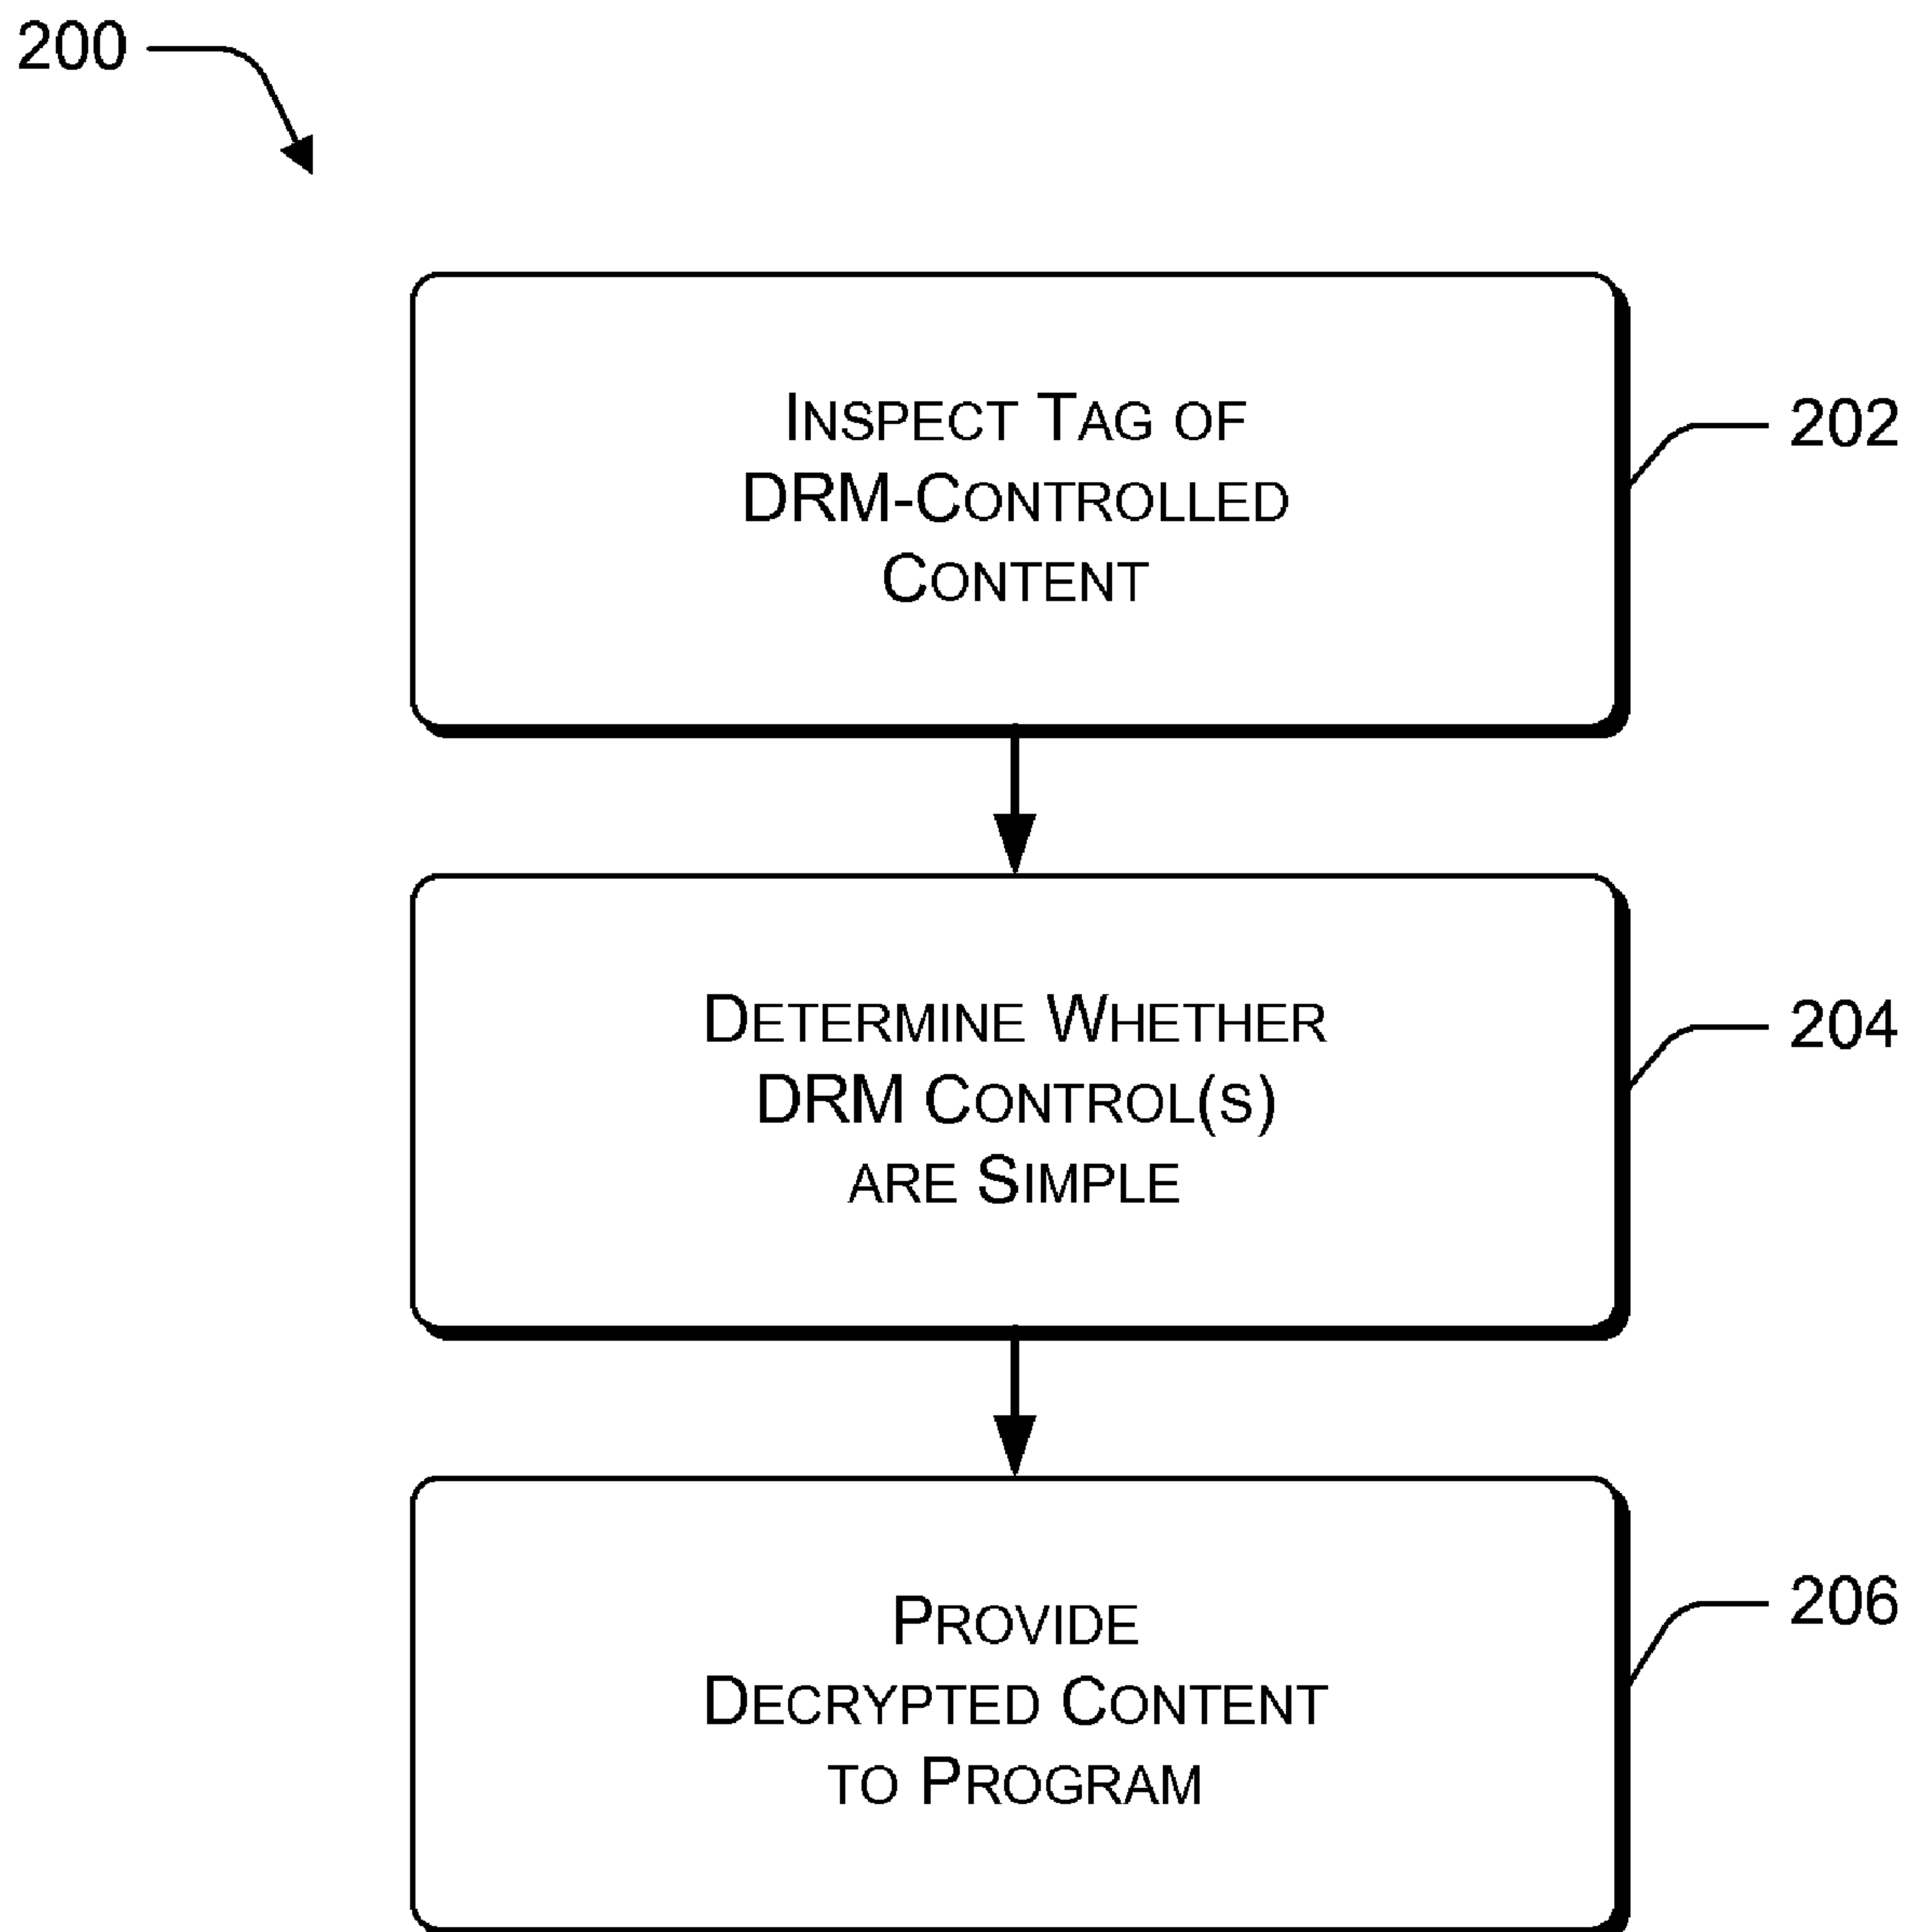 200
INSPECT TAG OF
DRM-CONTROLLED
CONTENT
202
DETERMINE WHETHER
DRM CONTROL(S)
ARE SIMPLE
204
PROVIDE
DECRYPTED CONTENT
TO PROGRAM
206